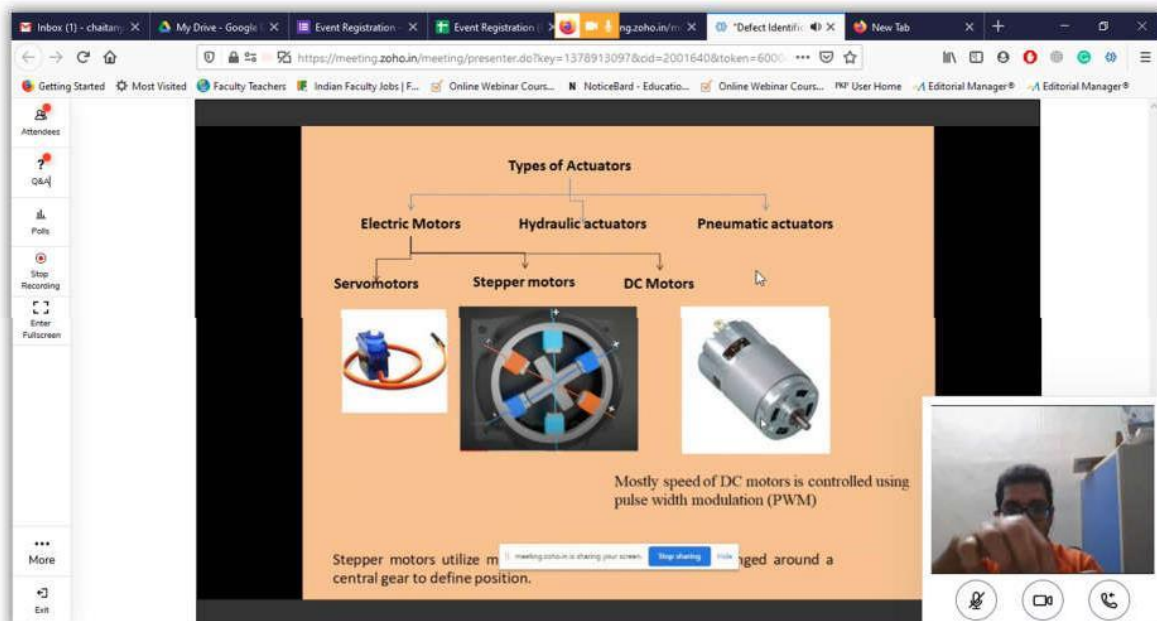 Inbox (1) - chaitany
My Drive - Google
Event Registration -
Event Registration (
ng.zoho.in/m
"Defect Identific
New Tab
https://meeting.zoho.in/meeting/presenter.do?key=1378913097&cid=2001640&token=6000
Getting Started
Most Visited
Faculty Teachers
Indian Faculty Jobs | F...
Online Webinar Cours...
NoticeBard - Educatio...
Online Webinar Cours...
User Home
Editorial Manager®
Editorial Manager®
Attendees
Q&A
Polls
Stop
Recording
Enter
Fullscreen
More
Exit
Types of Actuators
Electric Motors Hydraulic actuators Pneumatic actuators
Servomotors Stepper motors DC Motors
Mostly speed of DC motors is controlled using
pulse width modulation (PWM)
Stepper motors utilize m
meeting.zoho.in is sharing your screen. Stop sharing Hide
nged around a
central gear to define position.